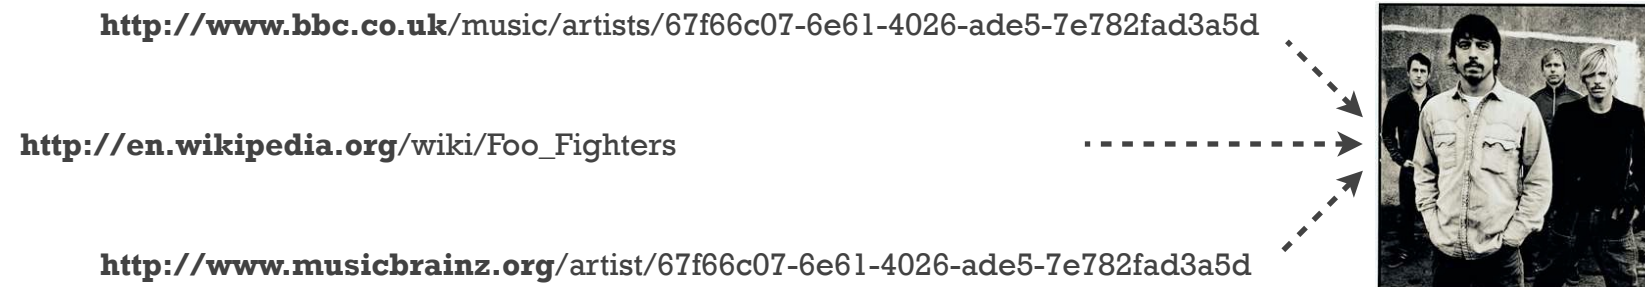 http://www.bbc.co.uk/music/artists/67f66c07-6e61-4026-ade5-7e782fad3a5d
http://en.wikipedia.org/wiki/Foo_Fighters
http://www.musicbrainz.org/artist/67f66c07-6e61-4026-ade5-7e782fad3a5d